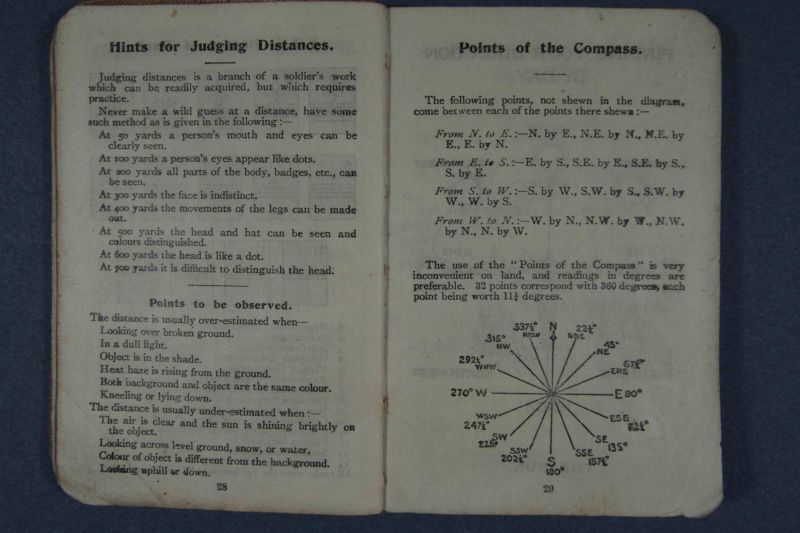 Hints for Judging Distances.
Judging distances is a branch of a soldier's work
which can be readily acquired, but which requires
practice.
Never make a wild guess at a distance, have some
such method as is given in the following :—
At 50 yards a person's mouth and eyes can be
clearly seen.
At 100 yards a person's eyes appear like dots.
At 200 yards all parts of the body, badges, etc., can
be seen.
At 300 yards the face is indistinct.
At 400 yards the movements of the legs can be made
out.
At 500 yards the head and hat can be seen and
colours distinguished.
At 600 yards the head is like a dot.
At 700 yards it is difficult to distinguish the head.
Points to be observed.
The distance is usually over-estimated when—
Looking over broken ground.
In a dull light.
Object is in the shade.
Heat haze is rising from the ground.
Both background and object are the same colour.
Kneeling or lying down.
The distance is usually under-estimated when :—
The air is clear and the sun is shining brightly on
the object.
Looking across level ground, snow, or water,
Colour of object is different from the background.
Looking uphill or down.
28
Points of the Compass.
The following points, not shewn in the diagram,
come between each of the points there shewn :—
From N. to E. :—N. by E., N.E. by N., N.E. by
E., E. by N.
From E. to S. :—E. by S., S.E. by E., S.E. by S.,
S. by E.
From S. to W. :—S. by W., S.W. by S., S.W. by
W., W. by S.
From W. to N. :—W. by N., N.W. by W., N.W.
by N., N. by W.
The use of the "Points of the Compass" is very
inconvenient on land, and readings in degrees are
preferable. 32 points correspond with 360 degrees, each
point being worth 11¼ degrees.
N
22½°
NNE
45°
NE
67½°
ENE
E 90°
ESE
SE
135°
SSE
157½°
S
180°
SSW
202½°
SW
225°
WSW
247½°
270° W
292½°
WNW
315°
NW
337½°
NNW
29